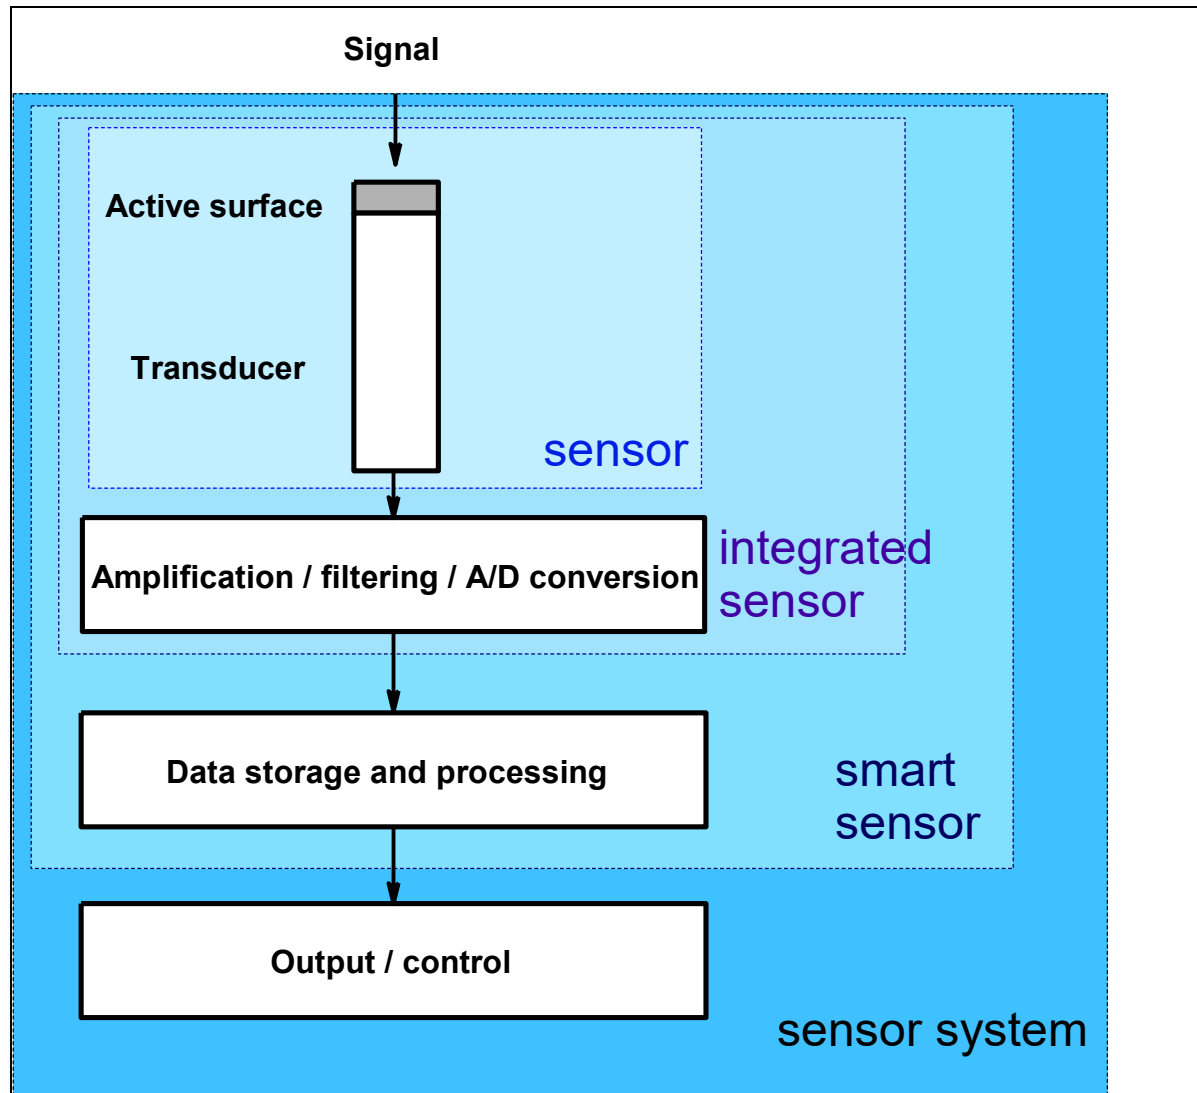 Signal
Active surface
Transducer
sensor
Amplification / filtering / A/D conversion
integrated
sensor
Data storage and processing
smart
sensor
Output / control
sensor system